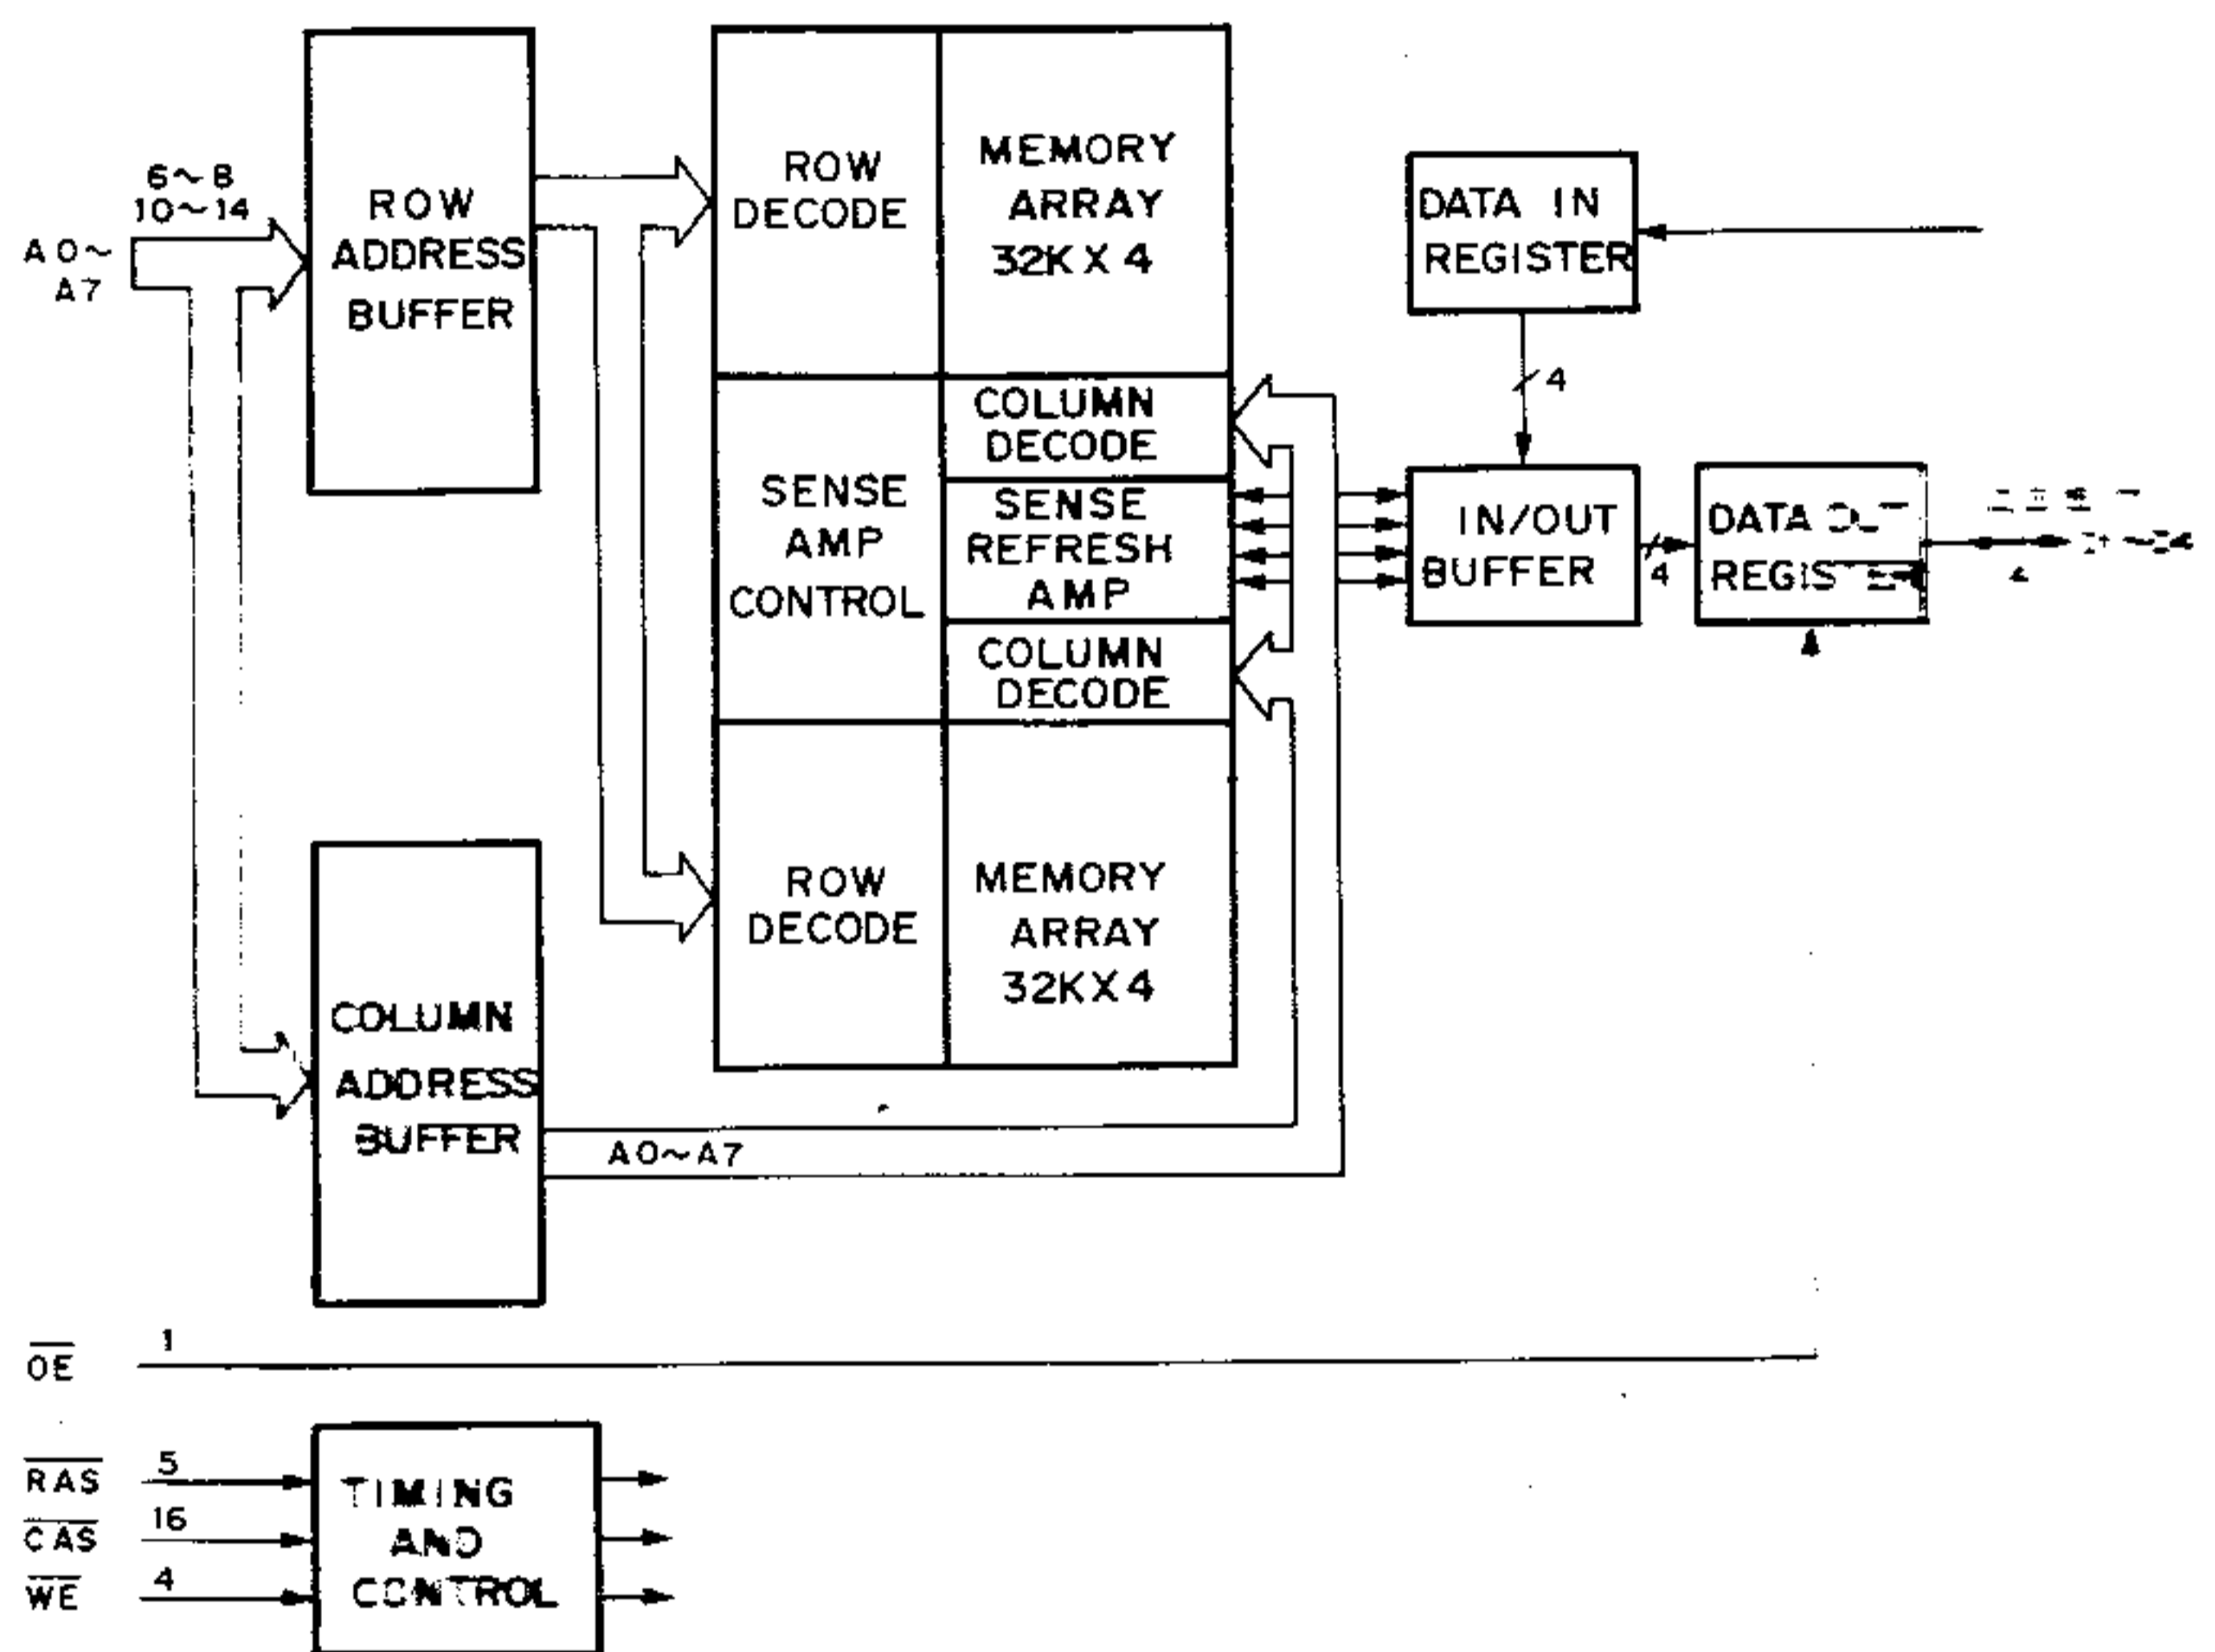 6~8
10~14
A0~
A7
ROW
ADDRESS
BUFFER
ROW
DECODE
MEMORY
ARRAY
32KX4
SENSE
AMP
CONTROL
COLUMN
DECODE
SENSE
REFRESH
AMP
COLUMN
DECODE
ROW
DECODE
MEMORY
ARRAY
32KX4
DATA IN
REGISTER
4
IN/OUT
BUFFER
4
DATA
4
COLUMN
ADDRESS
BUFFER
A0~A7
OE
1
RAS
5
CAS
16
WE
4
TIMING
AND
CONTROL